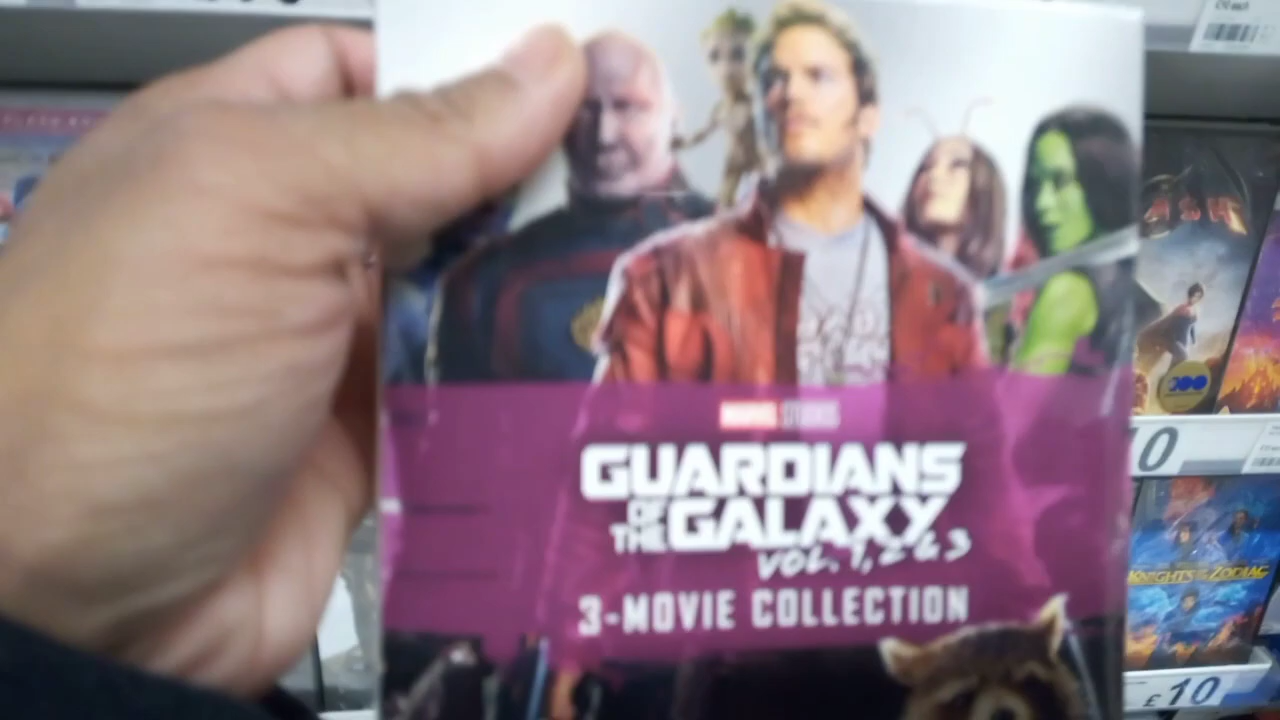 MARVEL STUDIOS
GUARDIANS
OF
THE GALAXY
VOL. 1, 2 & 3
3-MOVIE COLLECTION
KNIGHTS OF THE ZODIAC
£10